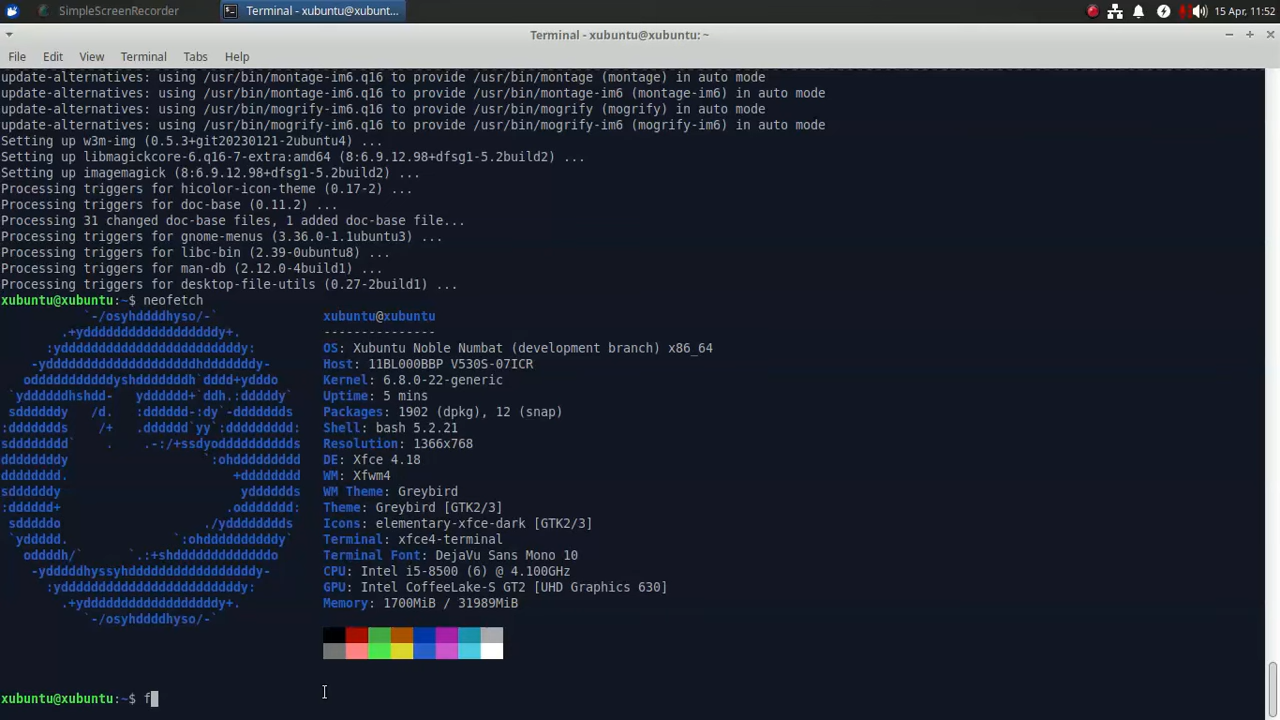 SimpleScreenRecorder
Terminal - xubuntu@xubunt...
15 Apr, 11:52
Terminal - xubuntu@xubuntu: ~
File Edit View Terminal Tabs Help
update-alternatives: using /usr/bin/montage-im6.q16 to provide /usr/bin/montage (montage) in auto mode
update-alternatives: using /usr/bin/montage-im6.q16 to provide /usr/bin/montage-im6 (montage-im6) in auto mode
update-alternatives: using /usr/bin/mogrify-im6.q16 to provide /usr/bin/mogrify (mogrify) in auto mode
update-alternatives: using /usr/bin/mogrify-im6.q16 to provide /usr/bin/mogrify-im6 (mogrify-im6) in auto mode
Setting up w3m-img (0.5.3+git20230121-2ubuntu4) ...
Setting up libmagickcore-6.q16-7-extra:amd64 (8:6.9.12.98+dfsg1-5.2build2) ...
Setting up imagemagick (8:6.9.12.98+dfsg1-5.2build2) ...
Processing triggers for hicolor-icon-theme (0.17-2) ...
Processing triggers for doc-base (0.11.2) ...
Processing 31 changed doc-base files, 1 added doc-base file...
Processing triggers for gnome-menus (3.36.0-1.1ubuntu3) ...
Processing triggers for libc-bin (2.39-0ubuntu8) ...
Processing triggers for man-db (2.12.0-4build1) ...
Processing triggers for desktop-file-utils (0.27-2build1) ...
xubuntu@xubuntu:~$ neofetch
xubuntu@xubuntu
---------------
OS: Xubuntu Noble Numbat (development branch) x86_64
Host: 11BL000BBP V530S-07ICR
Kernel: 6.8.0-22-generic
Uptime: 5 mins
Packages: 1902 (dpkg), 12 (snap)
Shell: bash 5.2.21
Resolution: 1366x768
DE: Xfce 4.18
WM: Xfwm4
WM Theme: Greybird
Theme: Greybird [GTK2/3]
Icons: elementary-xfce-dark [GTK2/3]
Terminal: xfce4-terminal
Terminal Font: DejaVu Sans Mono 10
CPU: Intel i5-8500 (6) @ 4.100GHz
GPU: Intel CoffeeLake-S GT2 [UHD Graphics 630]
Memory: 1700MiB / 31989MiB
xubuntu@xubuntu:~$ f